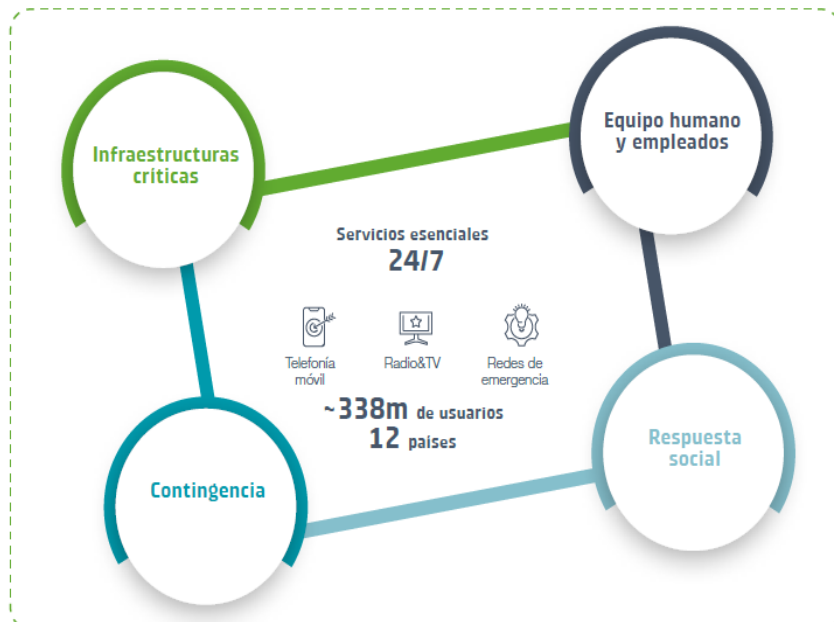 Infraestructuras
críticas
Equipo humano
y empleados
Servicios esenciales
24/7
Telefonía
móvil
Radio&TV
Redes de
emergencia
~338m de usuarios
12 paises
Contingencia
Respuesta
social